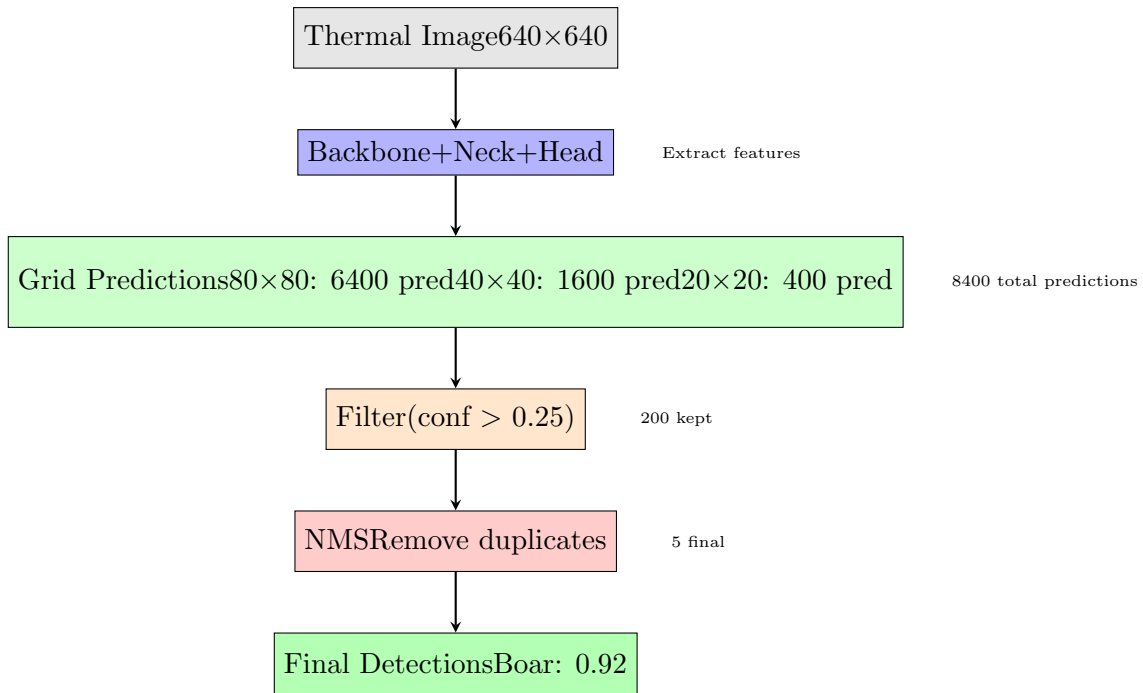 Thermal Image640×640
Backbone+Neck+Head
Extract features
Grid Predictions80×80: 6400 pred40×40: 1600 pred20×20: 400 pred
8400 total predictions
Filter(conf > 0.25)
200 kept
NMSRemove duplicates
5 final
Final DetectionsBoar: 0.92